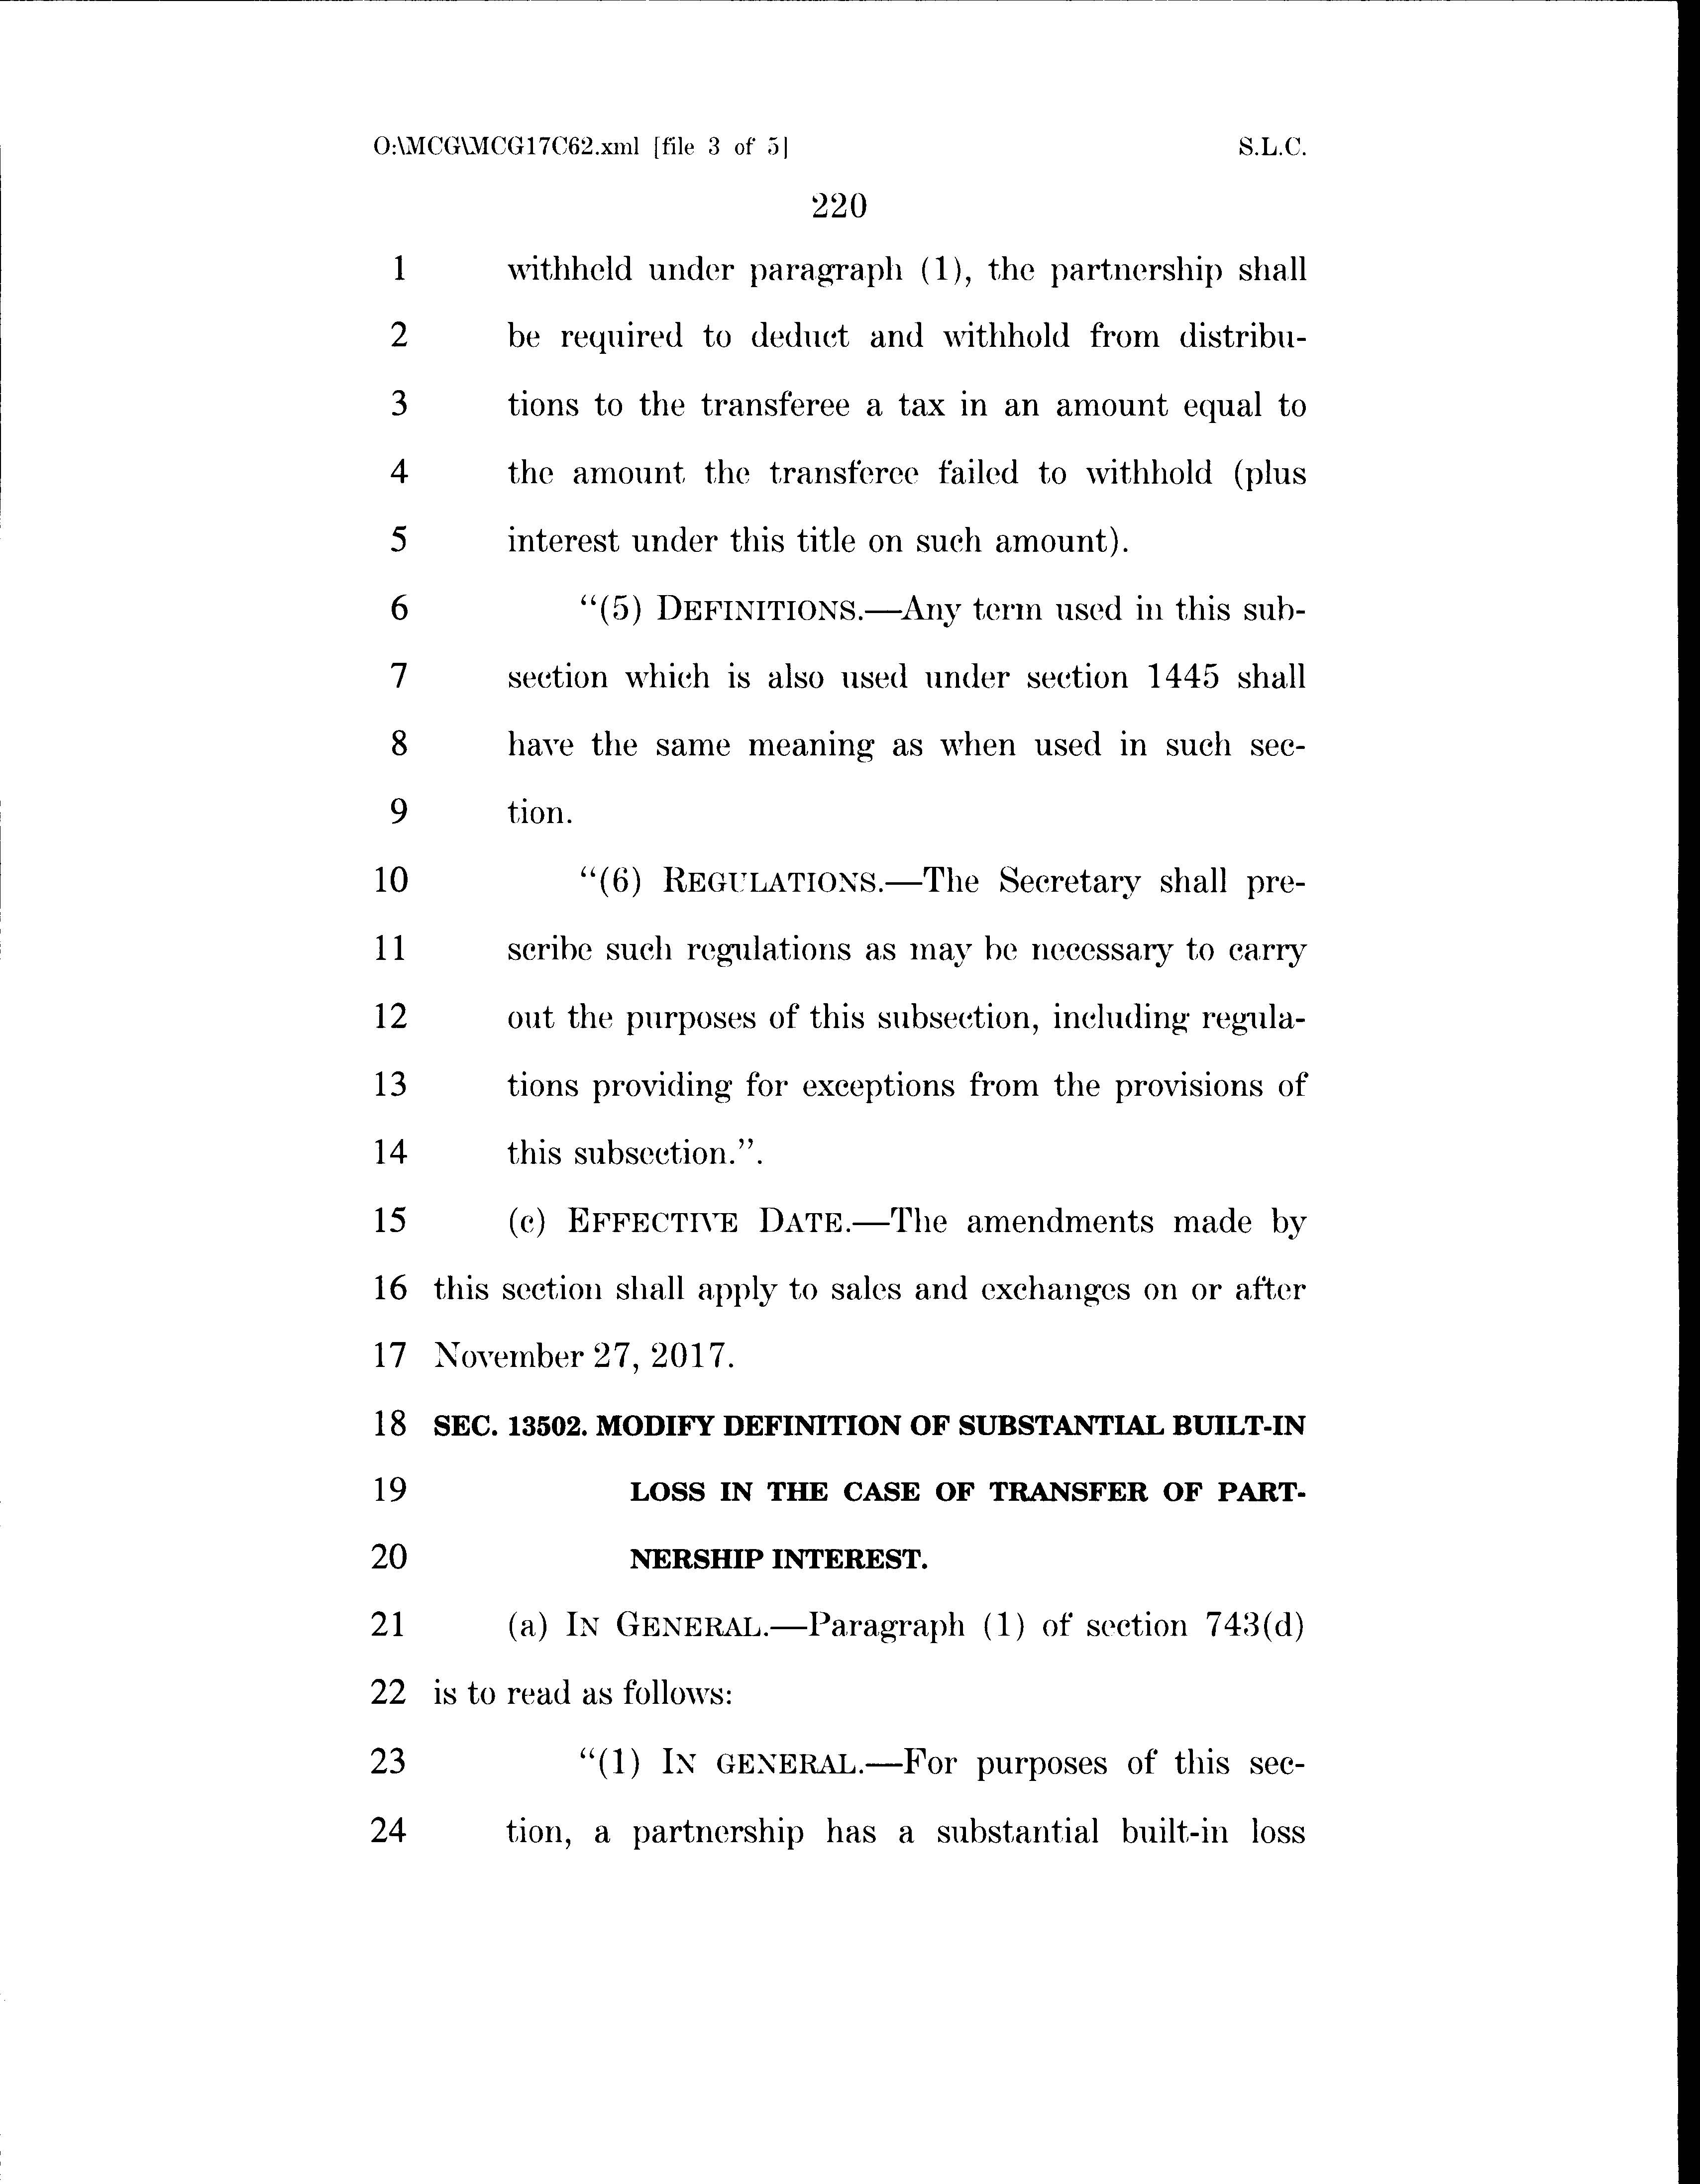 O:\MCG\MCG17C62.xml [file 3 of 5] S.L.C.
220
1 withheld under paragraph (1), the partnership shall
2 be required to deduct and withhold from distribu-
3 tions to the transferee a tax in an amount equal to
4 the amount the transferee failed to withhold (plus
5 interest under this title on such amount).
6 “(5) DEFINITIONS.—Any term used in this sub-
7 section which is also used under section 1445 shall
8 have the same meaning as when used in such sec-
9 tion.
10 “(6) REGULATIONS.—The Secretary shall pre-
11 scribe such regulations as may be necessary to carry
12 out the purposes of this subsection, including regula-
13 tions providing for exceptions from the provisions of
14 this subsection.”.
15 (c) EFFECTIVE DATE.—The amendments made by
16 this section shall apply to sales and exchanges on or after
17 November 27, 2017.
18 SEC. 13502. MODIFY DEFINITION OF SUBSTANTIAL BUILT-IN
19 LOSS IN THE CASE OF TRANSFER OF PART-
20 NERSHIP INTEREST.
21 (a) IN GENERAL.—Paragraph (1) of section 743(d)
22 is to read as follows:
23 “(1) IN GENERAL.—For purposes of this sec-
24 tion, a partnership has a substantial built-in loss